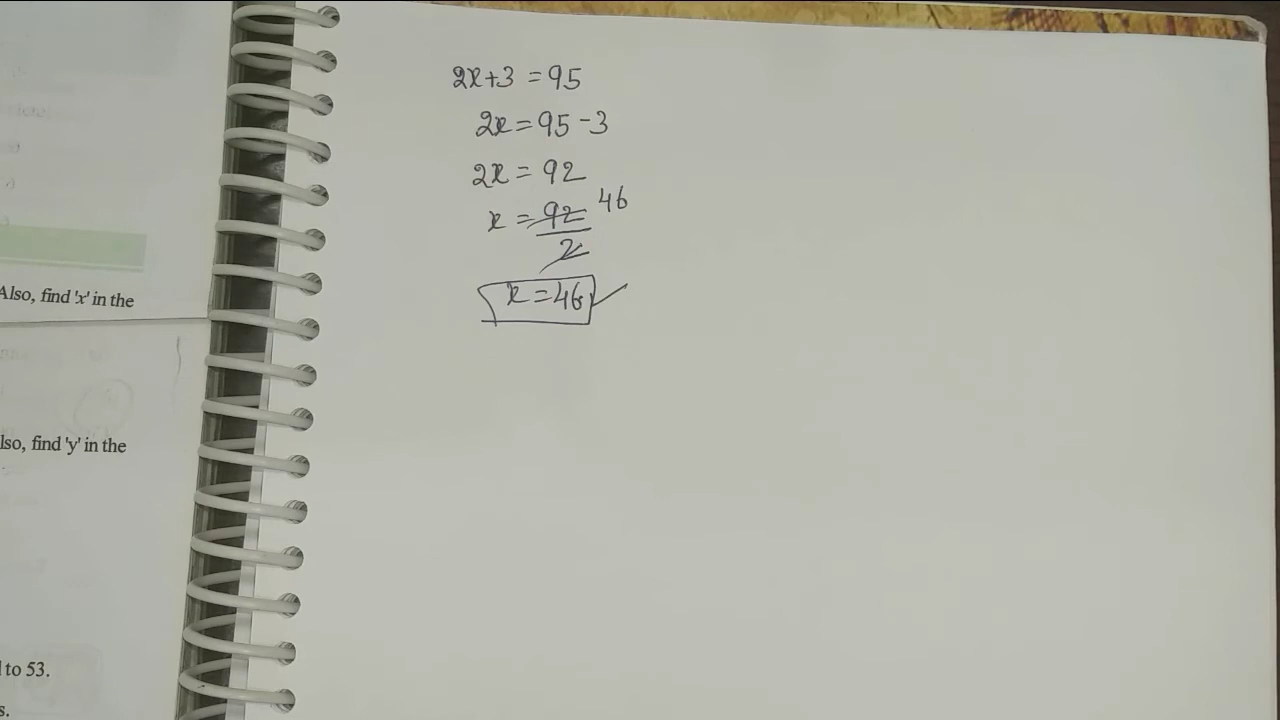 2x+3 = 95
2x = 95 - 3
2x = 92
x = 92/2 46
x = 46
Also, find 'x' in the
lso, find 'y' in the
to 53.
s.